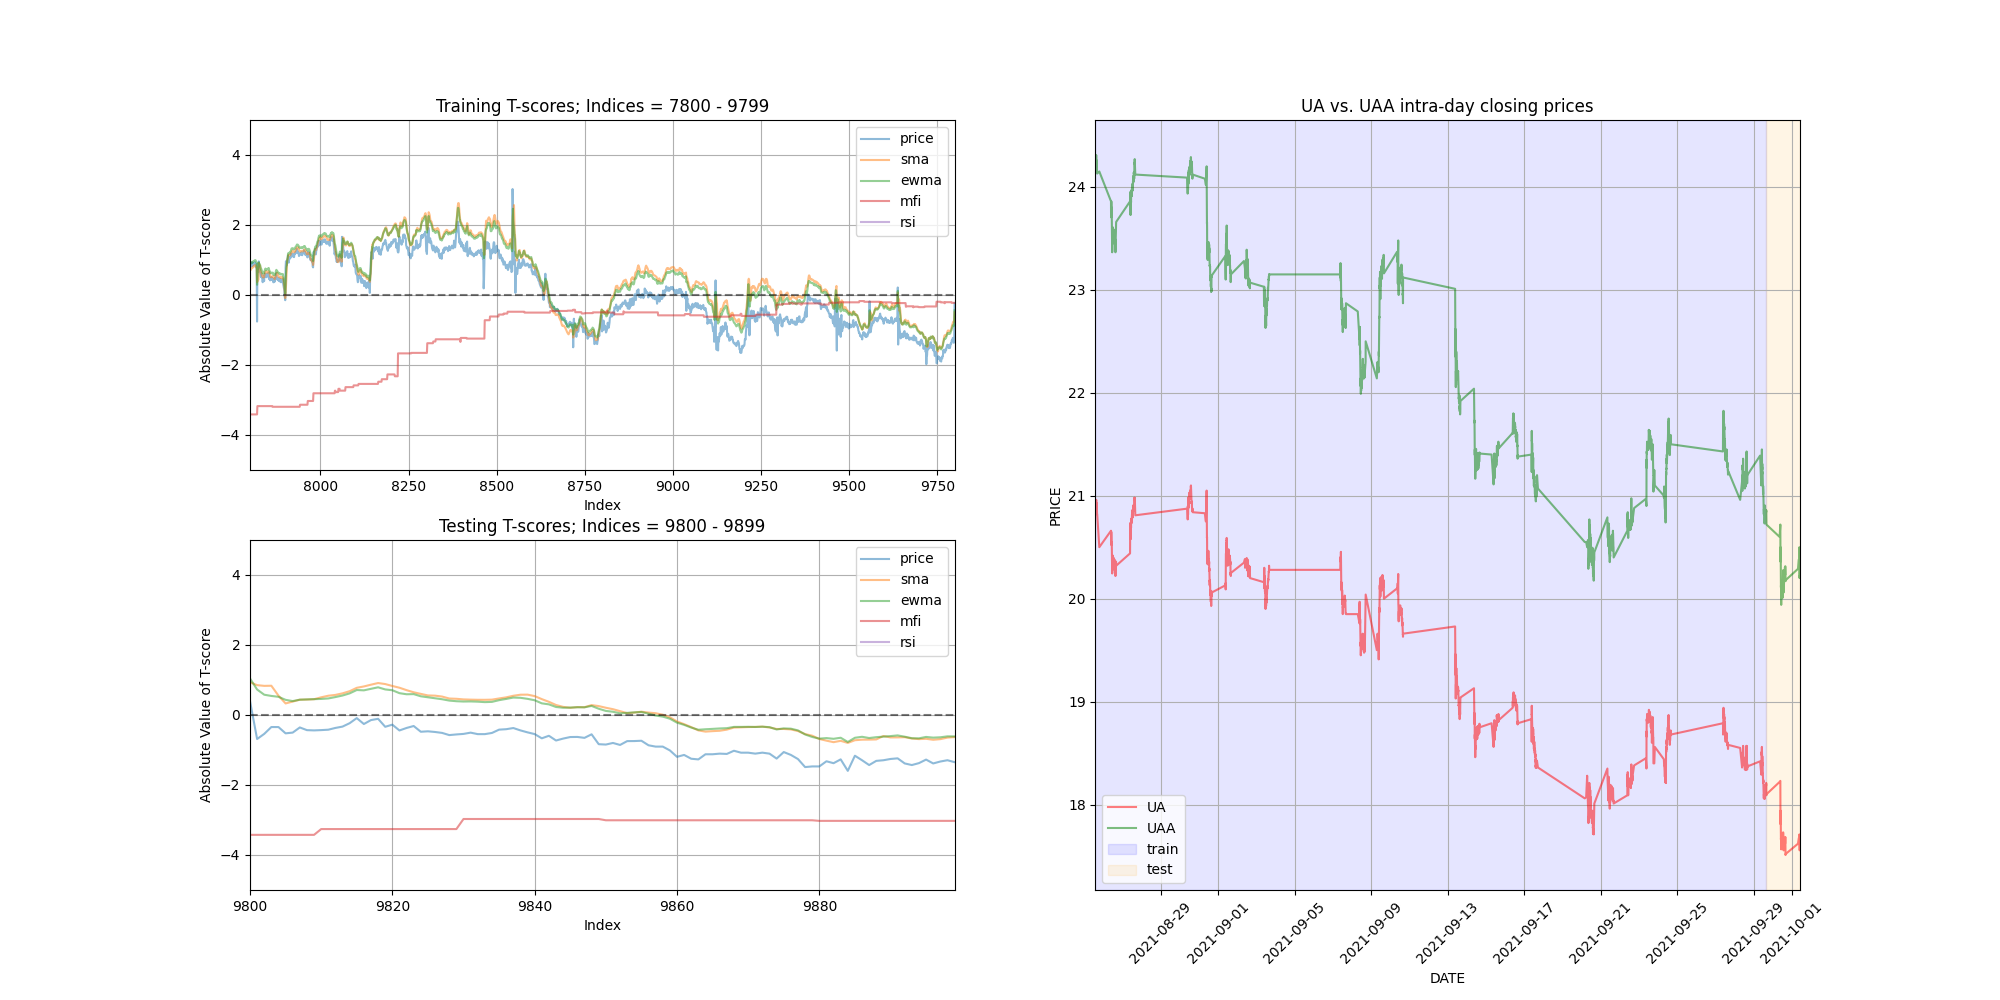 Training T-scores; Indices = 7800 - 9799
Absolute Value of T-score
4
2
0
−2
−4
price
sma
ewma
mfi
rsi
8000 8250 8500 8750 9000 9250 9500 9750
Index
Testing T-scores; Indices = 9800 - 9899
Absolute Value of T-score
4
2
0
−2
−4
price
sma
ewma
mfi
rsi
9800 9820 9840 9860 9880
Index
UA vs. UAA intra-day closing prices
PRICE
24
23
22
21
20
19
18
UA
UAA
train
test
2021-08-29 2021-09-01 2021-09-05 2021-09-09 2021-09-13 2021-09-17 2021-09-21 2021-09-25 2021-09-29 2021-10-01
DATE